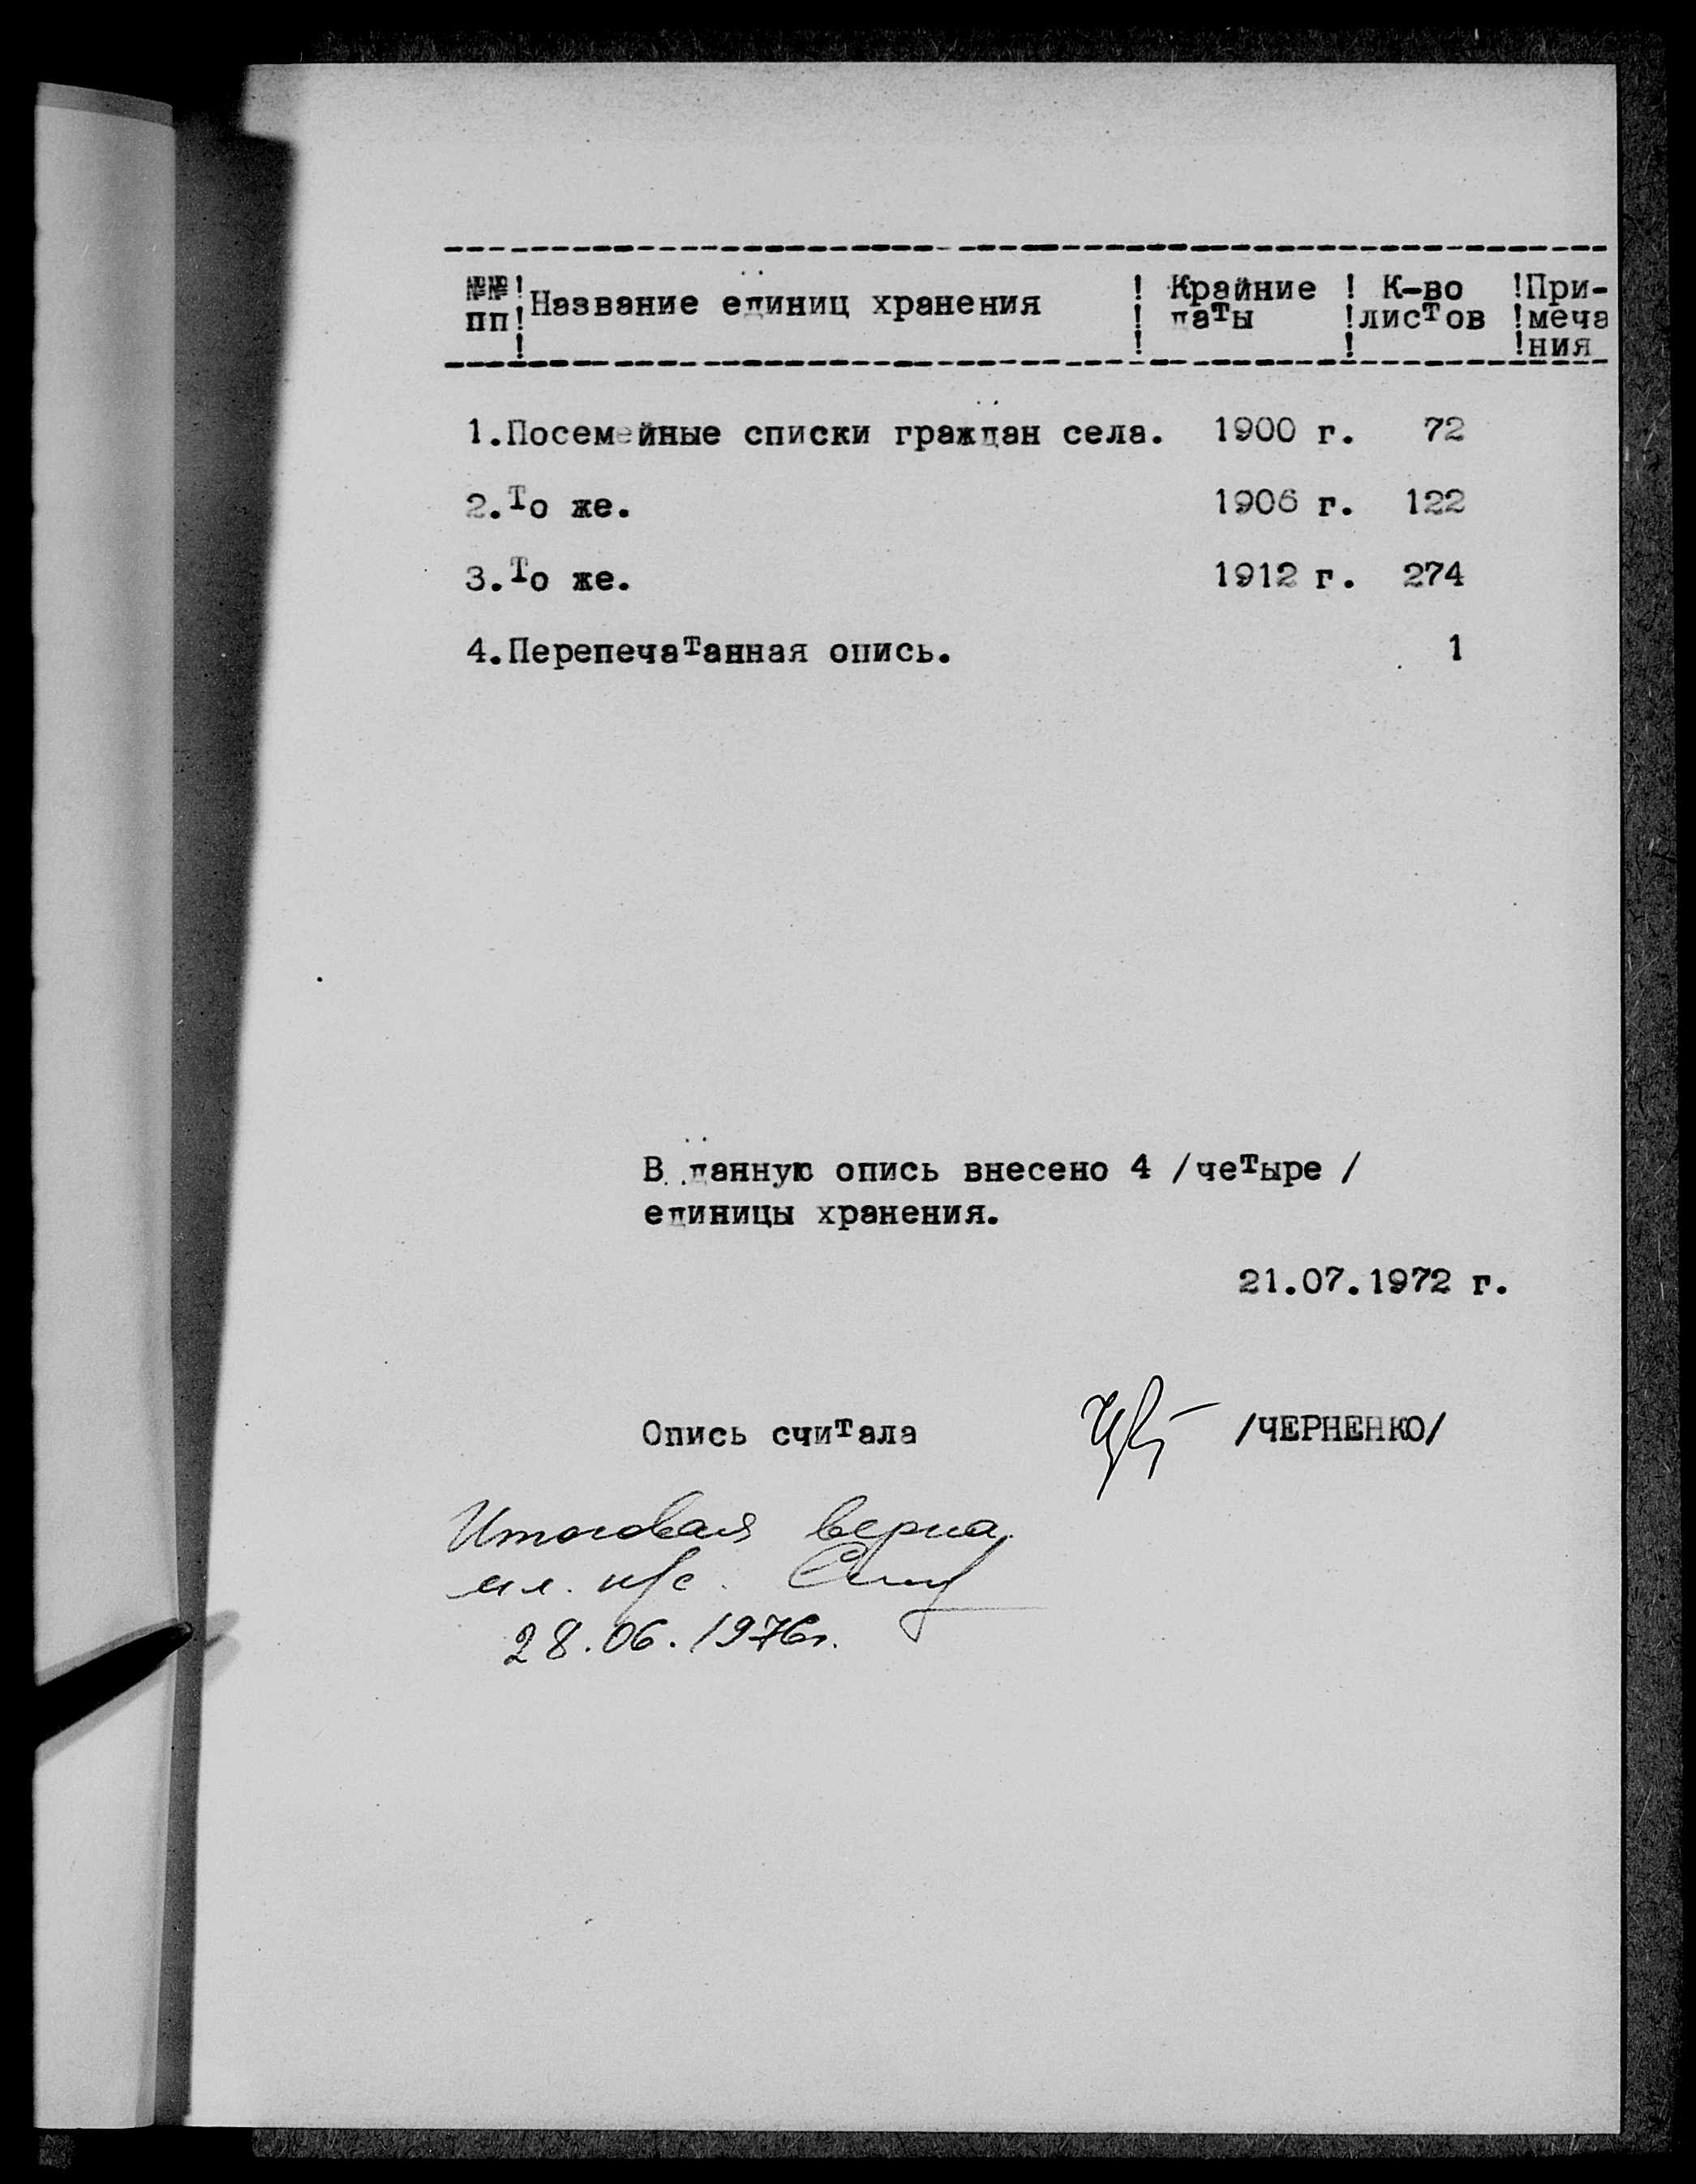 №№ ! Название единиц хранения ! Крайние ! К-во !При-
пп! ! даты !листов !меча
! ! ! !ния
1.Посемейные списки граждан села. 1900 г. 72
2.То же. 1906 г. 122
3.То же. 1912 г. 274
4.Перепечатанная опись. 1
В данную опись внесено 4 /четыре /
единицы хранения.
21.07.1972 г.
Опись считала /ЧЕРНЕНКО/
Итоговая верна.
мл. н/с.
28.06.1976г.